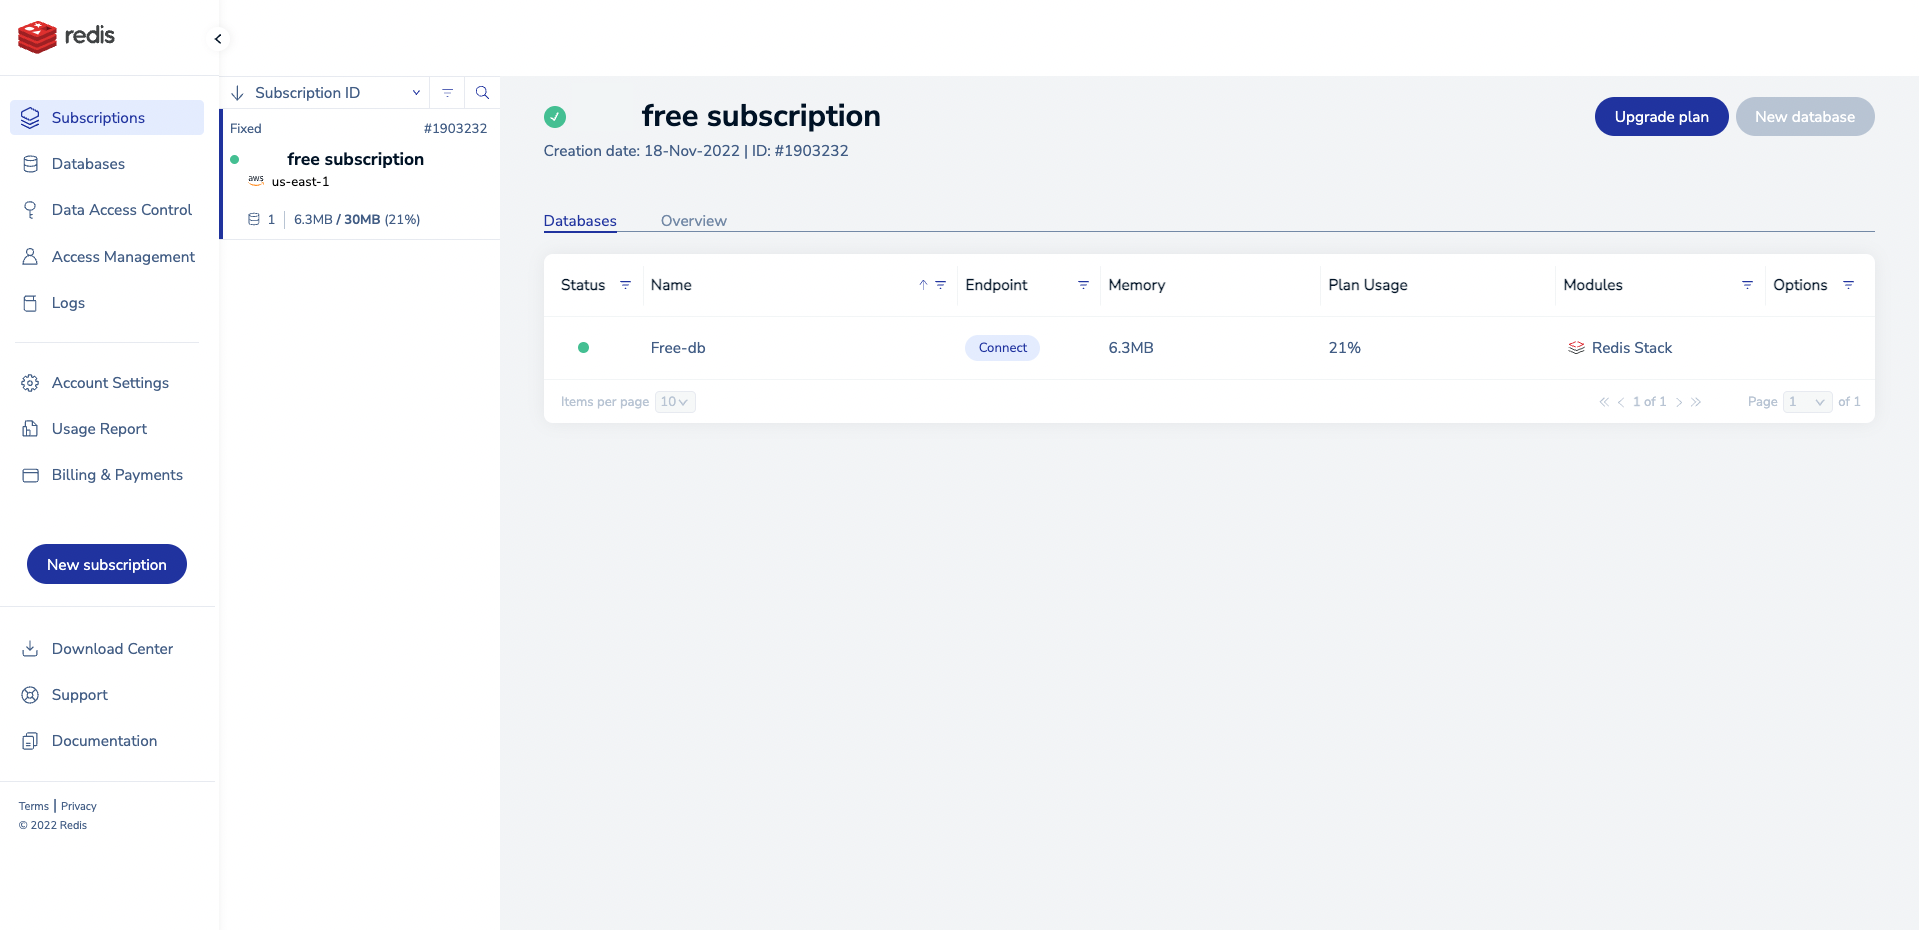 redis
Subscriptions
Databases
Data Access Control
Access Management
Logs
Account Settings
Usage Report
Billing & Payments
New subscription
Download Center
Support
Documentation
Terms | Privacy
© 2022 Redis
Subscription ID
Fixed #1903232
free subscription
aws us-east-1
1 | 6.3MB / 30MB (21%)
free subscription
Creation date: 18-Nov-2022 | ID: #1903232
Upgrade plan New database
Databases Overview
Status Name Endpoint Memory Plan Usage Modules Options
Free-db Connect 6.3MB 21% Redis Stack
Items per page 10 1 of 1 Page 1 of 1